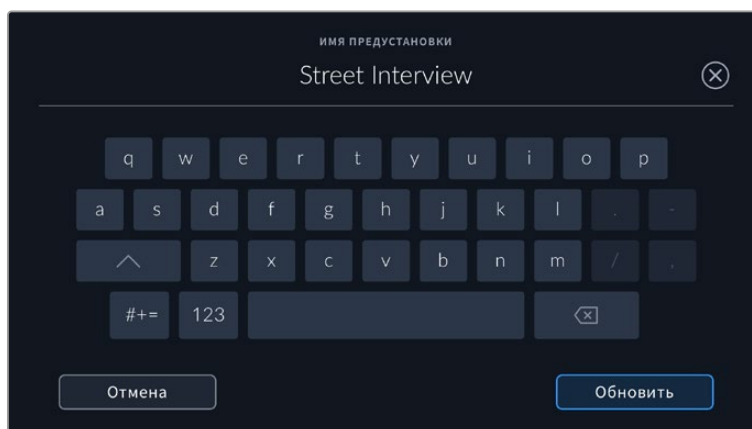 ИМЯ ПРЕДУСТАНОВКИ
Street Interview
q w e r t y u i o p
a s d f g h j k l . -
z x c v b n m / ,
#+= 123
Отмена Обновить